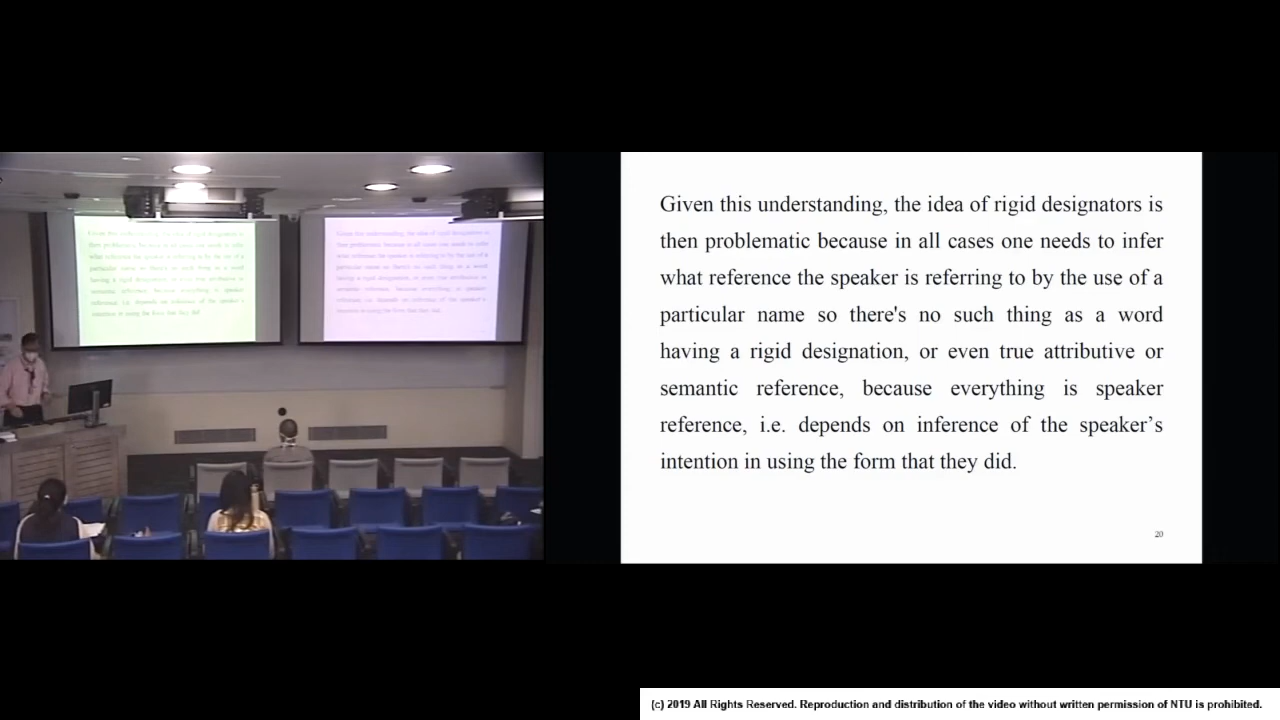 Given this understanding, the idea of rigid designators is
then problematic because in all cases one needs to infer
what reference the speaker is referring to by the use of a
particular name so there's no such thing as a word
having a rigid designation, or even true attributive or
semantic reference, because everything is speaker
reference, i.e. depends on inference of the speaker’s
intention in using the form that they did.
20
(c) 2019 All Rights Reserved. Reproduction and distribution of the video without written permission of NTU is prohibited.